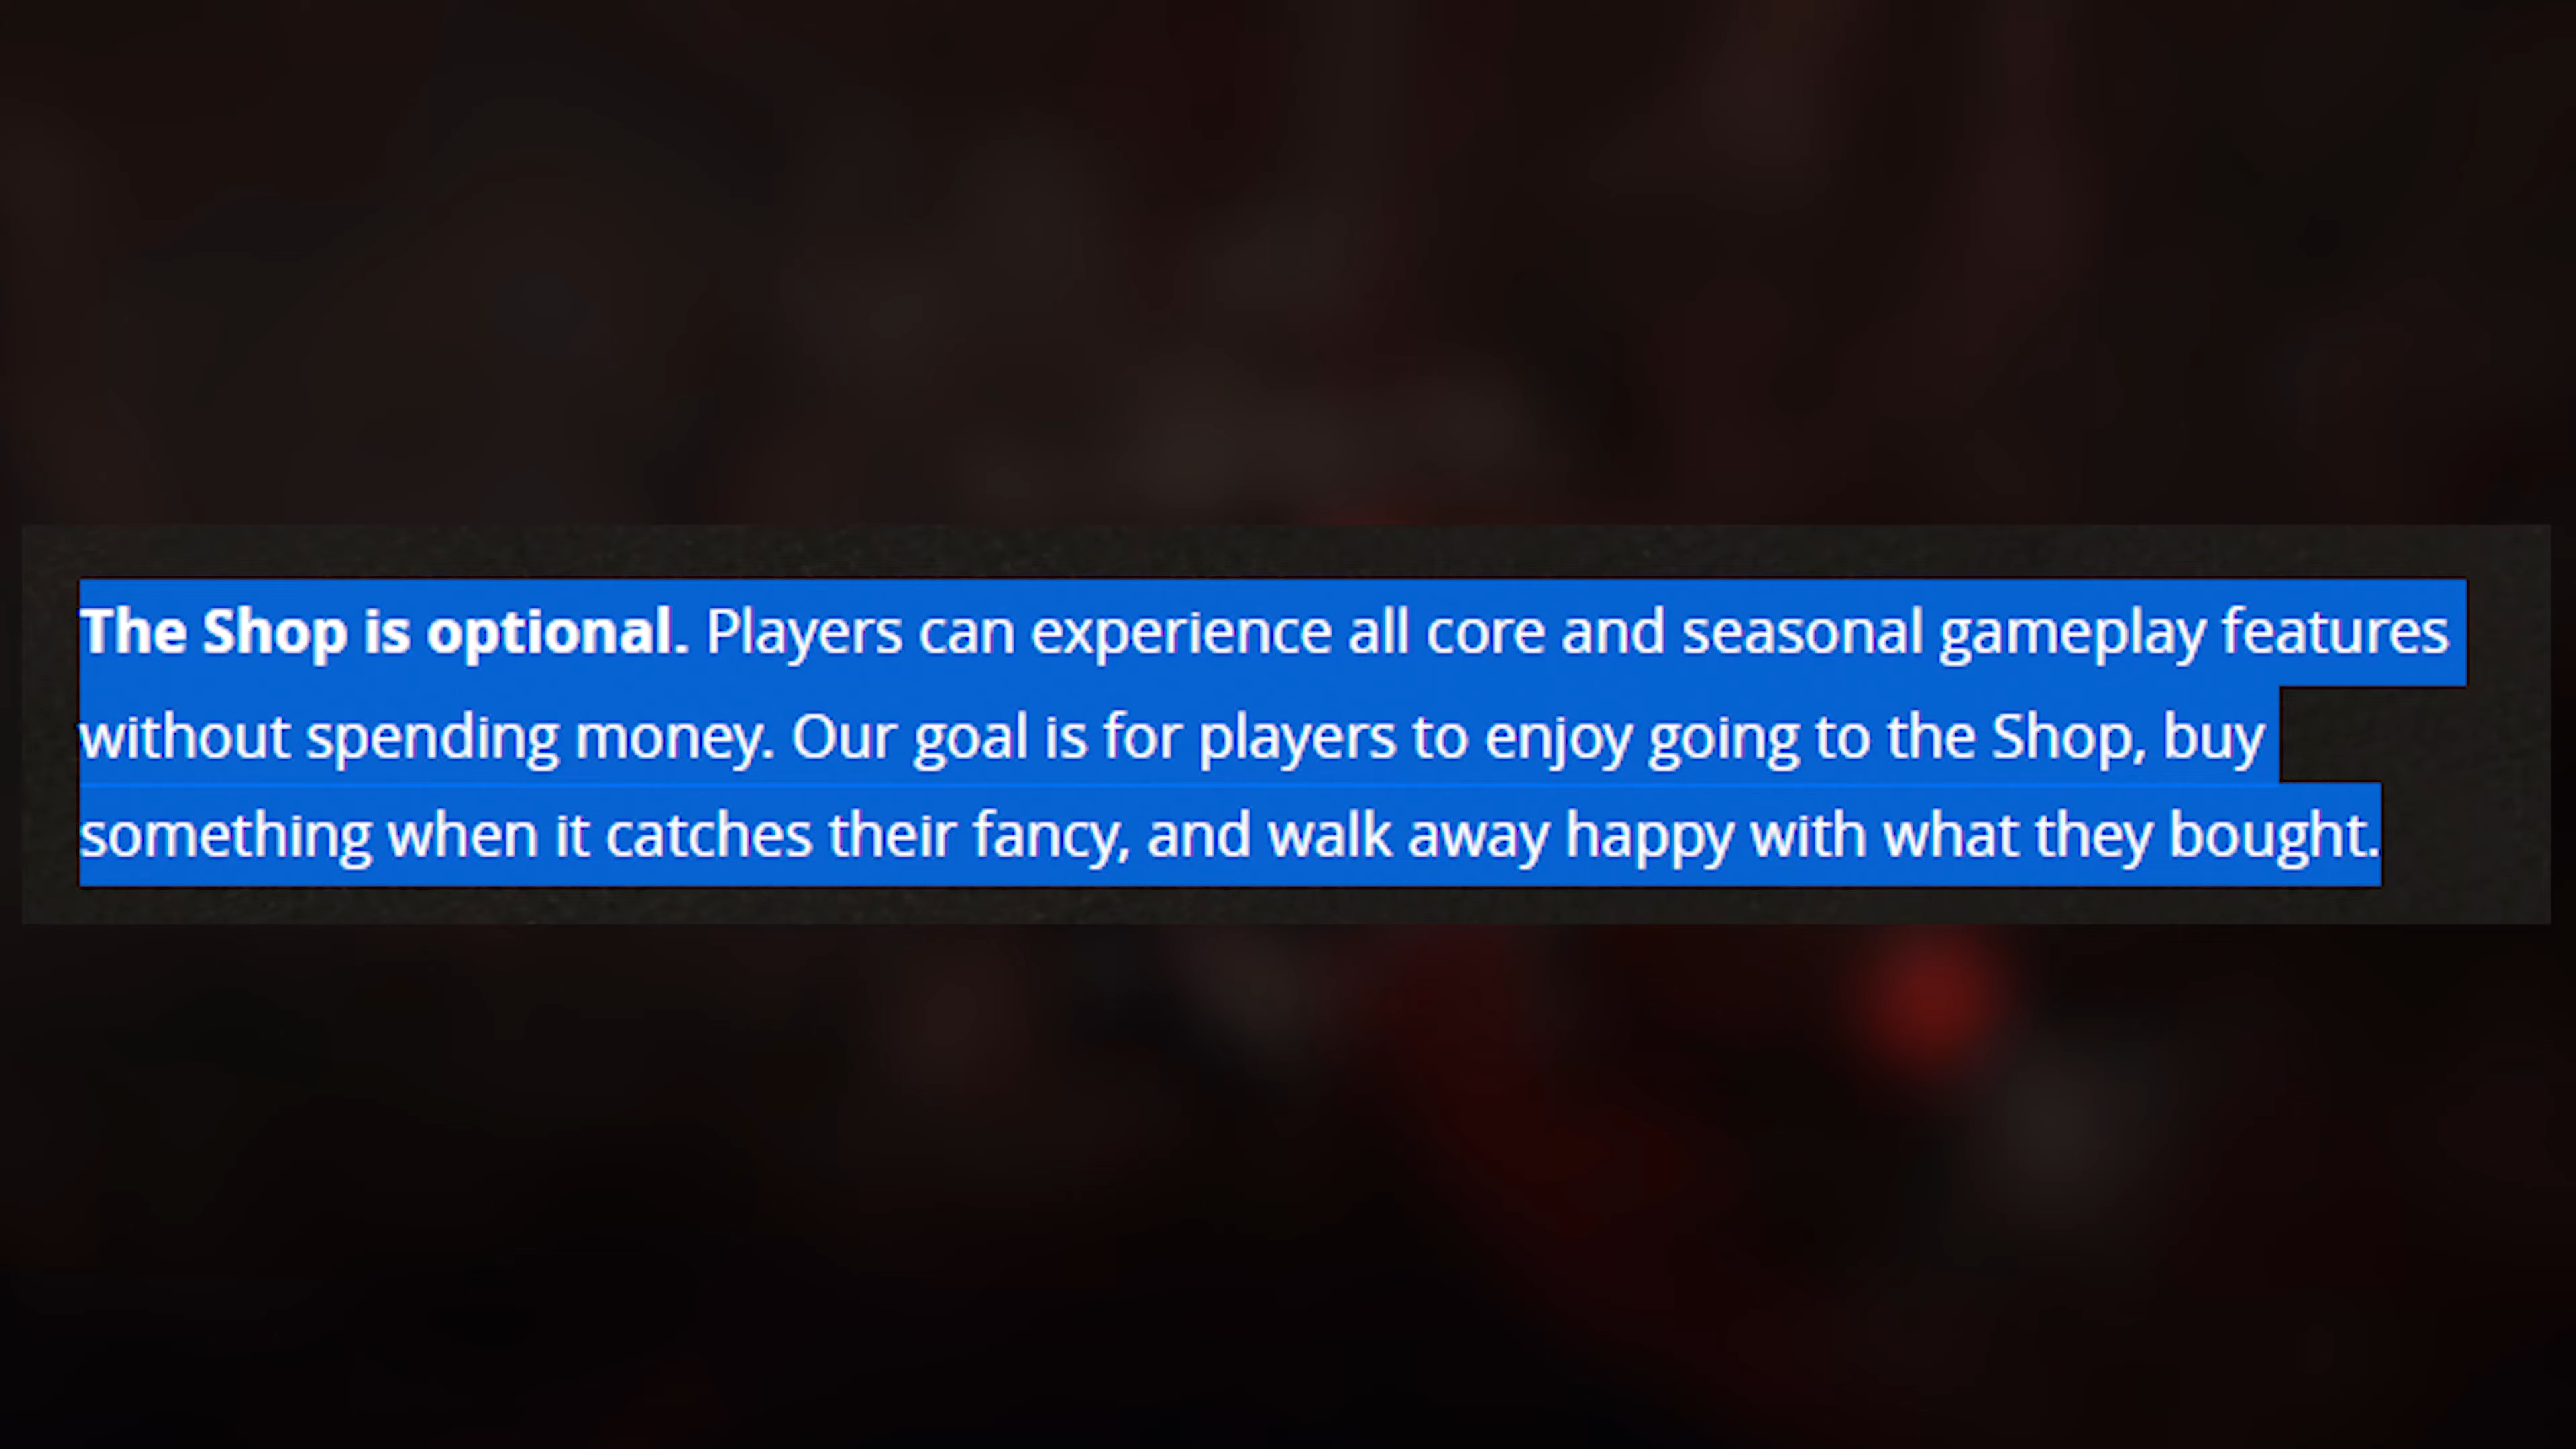 The Shop is optional. Players can experience all core and seasonal gameplay features
without spending money. Our goal is for players to enjoy going to the Shop, buy
something when it catches their fancy, and walk away happy with what they bought.